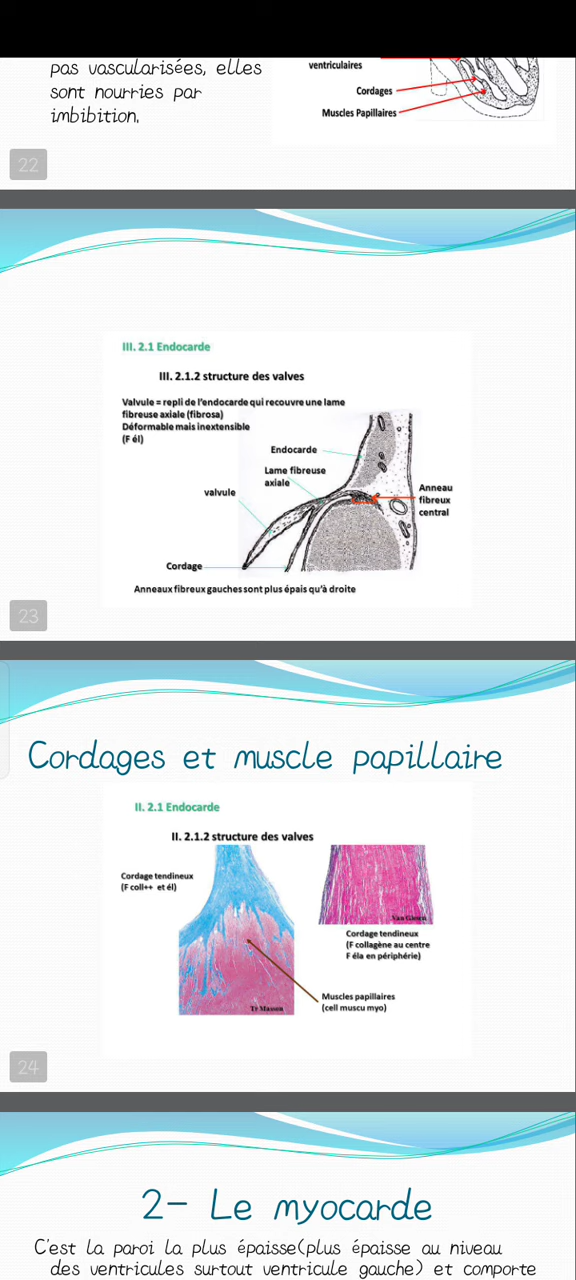 pas vascularisées, elles
sont nourries par
imbibition.
ventriculaires
Cordages
Muscles Papillaires
22
III. 2.1 Endocarde
III. 2.1.2 structure des valves
Valvule = repli de l'endocarde qui recouvre une lame
fibreuse axiale (fibrosa)
Déformable mais inextensible
(F él)
Endocarde
Lame fibreuse
axiale
valvule
Anneau
fibreux
central
Cordage
Anneaux fibreux gauches sont plus épais qu'à droite
23
Cordages et muscle papillaire
II. 2.1 Endocarde
II. 2.1.2 structure des valves
Cordage tendineux
(F coll++ et él)
Van Gieson
Cordage tendineux
(F collagène au centre
F éla en périphérie)
Muscles papillaires
(cell muscu myo)
Tr Masson
24
2- Le myocarde
C'est la paroi la plus épaisse(plus épaisse au niveau
des ventricules surtout ventricule gauche) et comporte